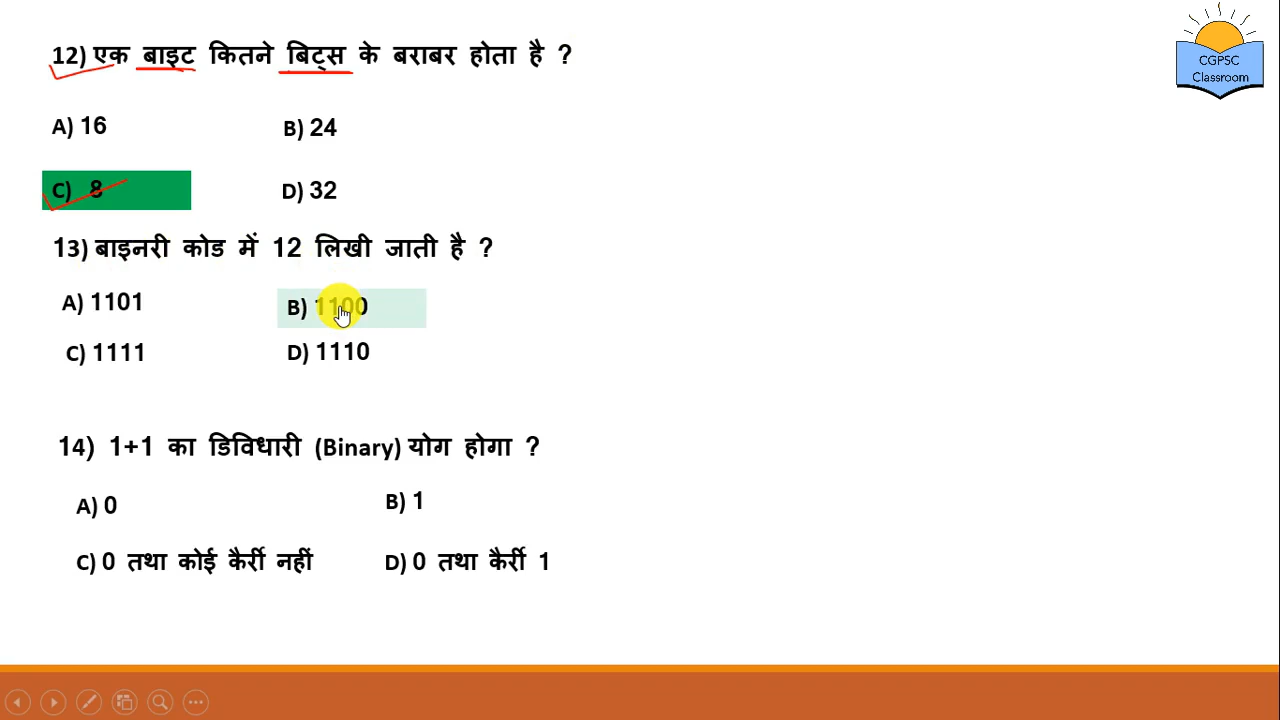 12) एक बाइट कितने बिट्स के बराबर होता है ?
CGPSC
Classroom
A) 16
B) 24
C) 8
D) 32
13) बाइनरी कोड में 12 लिखी जाती है ?
A) 1101
B) 1100
C) 1111
D) 1110
14) 1+1 का डिविधारी (Binary) योग होगा ?
A) 0
B) 1
C) 0 तथा कोई कैर्री नहीं
D) 0 तथा कैर्री 1